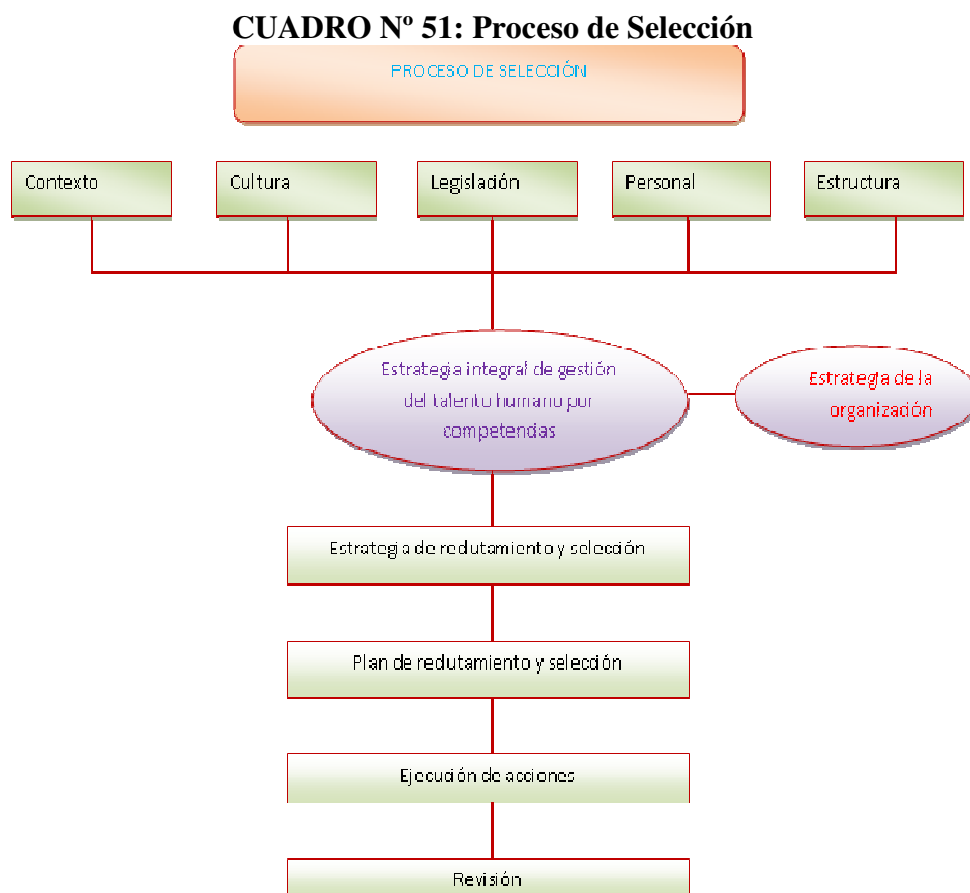 CUADRO Nº 51: Proceso de Selección
PROCESO DE SELECCIÓN
Contexto
Cultura
Legislación
Personal
Estructura
Estrategia integral de gestión
del talento humano por
competencias
Estrategia de la
organización
Estrategia de reclutamiento y selección
Plan de reclutamiento y selección
Ejecución de acciones
Revisión